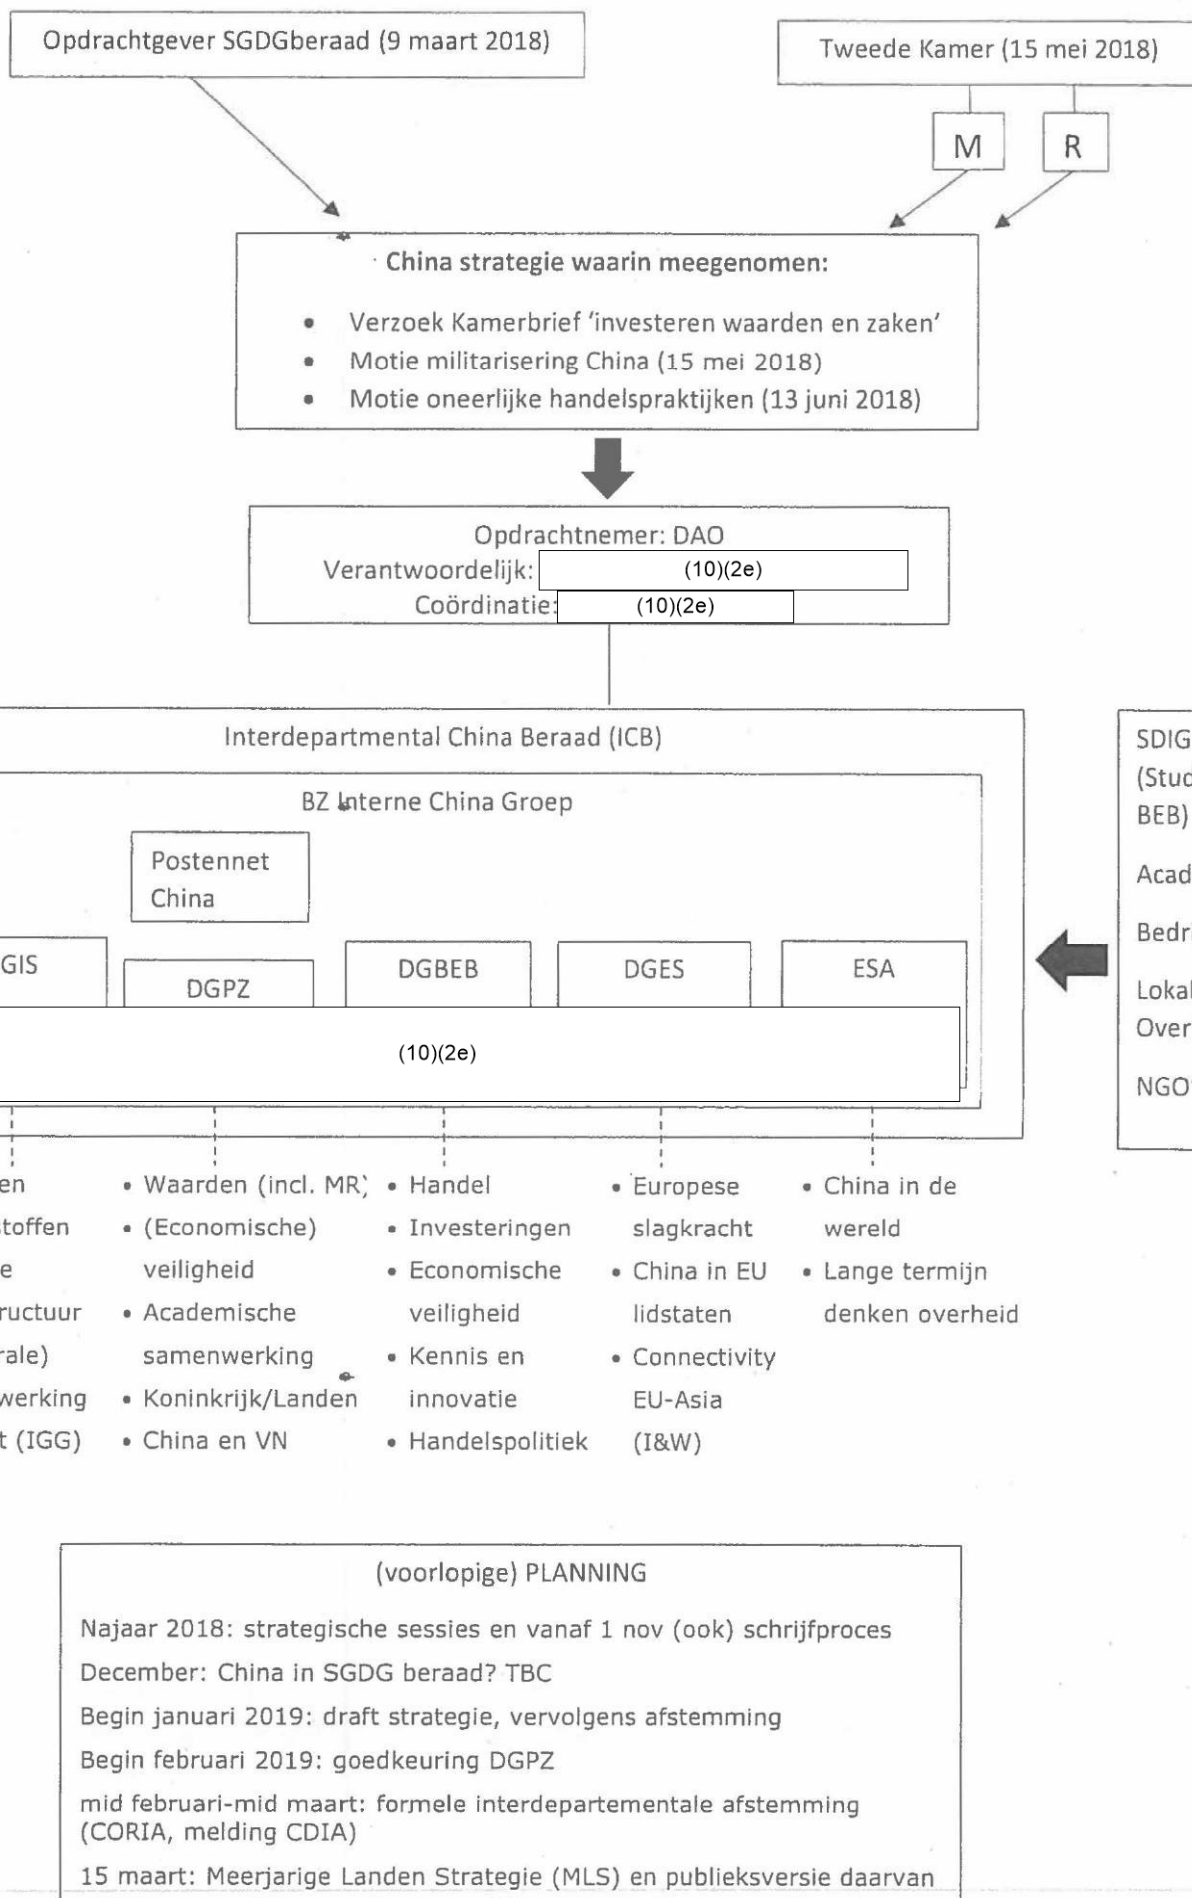 Opdrachtgever SGDGberaad (9 maart 2018)
Tweede Kamer (15 mei 2018)
M
R
China strategie waarin meegenomen:
• Verzoek Kamerbrief ‘investeren waarden en zaken’
• Motie militarisering China (15 mei 2018)
• Motie oneerlijke handelspraktijken (13 juni 2018)
Opdrachtnemer: DAO
Verantwoordelijk: (10)(2e)
Coördinatie: (10)(2e)
Interdepartmental China Beraad (ICB)
BZ Interne China Groep
Postennet
China
GIS
DGPZ
DGBEB
DGES
ESA
(10)(2e)
SDIG
(Stud
BEB)
Acad
Bedr
Lokal
Over
NGO
en
toffen
e
ructuur
rale)
werking
t (IGG)
• Waarden (incl. MR)
• (Economische)
veiligheid
• Academische
samenwerking
• Koninkrijk/Landen
• China en VN
• Handel
• Investeringen
• Economische
veiligheid
• Kennis en
innovatie
• Handelspolitiek
• Europese
slagkracht
• China in EU
lidstaten
• Connectivity
EU-Asia
(I&W)
• China in de
wereld
• Lange termijn
denken overheid
(voorlopige) PLANNING
Najaar 2018: strategische sessies en vanaf 1 nov (ook) schrijfproces
December: China in SGDG beraad? TBC
Begin januari 2019: draft strategie, vervolgens afstemming
Begin februari 2019: goedkeuring DGPZ
mid februari-mid maart: formele interdepartementale afstemming
(CORIA, melding CDIA)
15 maart: Meerjarige Landen Strategie (MLS) en publieksversie daarvan